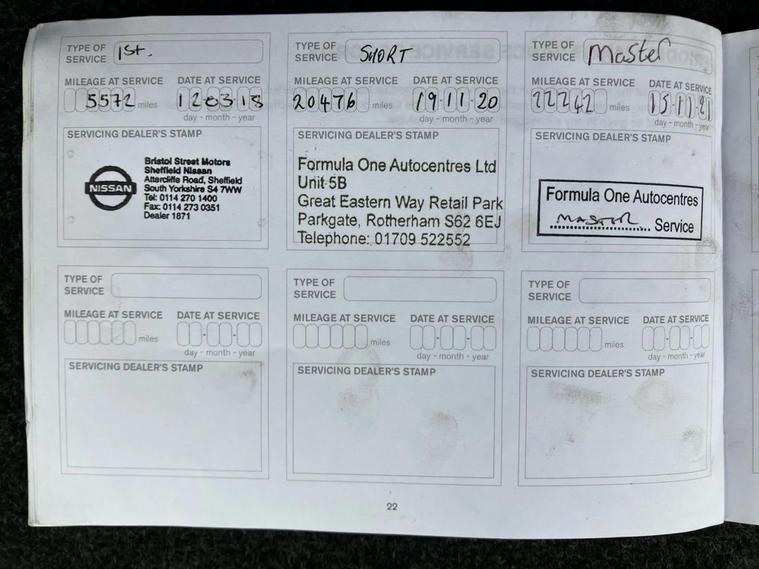 TYPE OF SERVICE 1st.
MILEAGE AT SERVICE DATE AT SERVICE
5572 miles 120318
day - month - year
SERVICING DEALER'S STAMP
NISSAN
Bristol Street Motors
Sheffield Nissan
Attercliffe Road, Sheffield
South Yorkshire S4 7WW
Tel: 0114 270 1400
Fax: 0114 273 0351
Dealer 1871
TYPE OF SERVICE SHORT
MILEAGE AT SERVICE DATE AT SERVICE
20476 miles 19-11-20
day - month - year
SERVICING DEALER'S STAMP
Formula One Autocentres Ltd
Unit 5B
Great Eastern Way Retail Park
Parkgate, Rotherham S62 6EJ
Telephone: 01709 522552
TYPE OF SERVICE Master
MILEAGE AT SERVICE DATE AT SERVICE
22242 miles 15-11-21
day - month - year
SERVICING DEALER'S STAMP
Formula One Autocentres
MASTER Service
TYPE OF SERVICE
MILEAGE AT SERVICE DATE AT SERVICE
miles
day - month - year
SERVICING DEALER'S STAMP
TYPE OF SERVICE
MILEAGE AT SERVICE DATE AT SERVICE
miles
day - month - year
SERVICING DEALER'S STAMP
TYPE OF SERVICE
MILEAGE AT SERVICE DATE AT SERVICE
miles
day - month - year
SERVICING DEALER'S STAMP
22